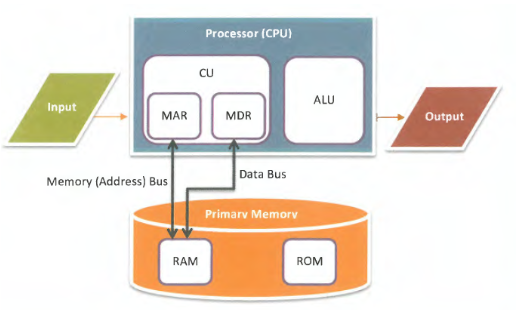 Processor (CPU)
CU
MAR
MDR
ALU
Input
Output
Memory (Address) Bus
Data Bus
Primary Memory
RAM
ROM